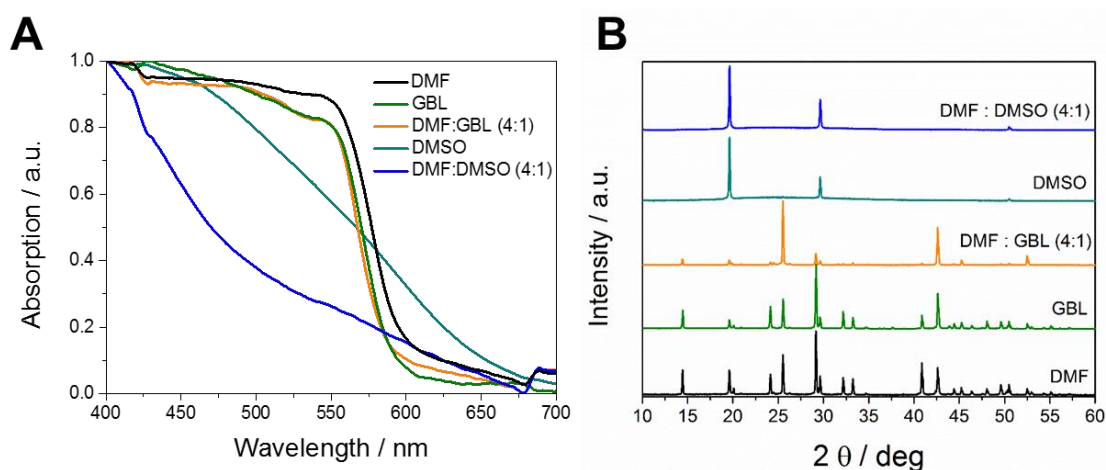 A
Absorption / a.u.
1.0
0.8
0.6
0.4
0.2
0.0
400 450 500 550 600 650 700
Wavelength / nm
DMF
GBL
DMF:GBL (4:1)
DMSO
DMF:DMSO (4:1)
B
Intensity / a.u.
DMF : DMSO (4:1)
DMSO
DMF : GBL (4:1)
GBL
DMF
10 15 20 25 30 35 40 45 50 55 60
2 θ / deg